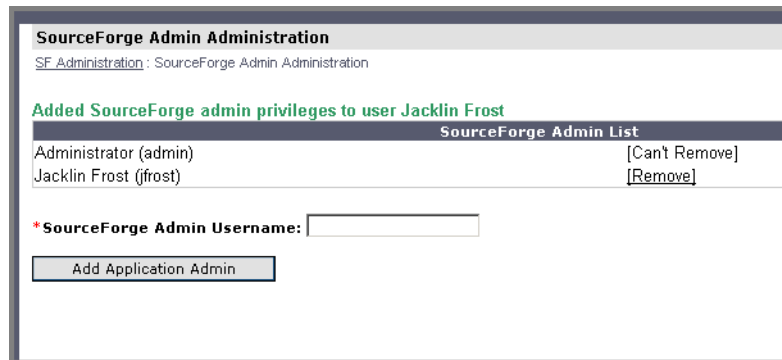 SourceForge Admin Administration
SF Administration : SourceForge Admin Administration
Added SourceForge admin privileges to user Jacklin Frost
SourceForge Admin List
Administrator (admin) [Can't Remove]
Jacklin Frost (jfrost) [Remove]
*SourceForge Admin Username:
Add Application Admin